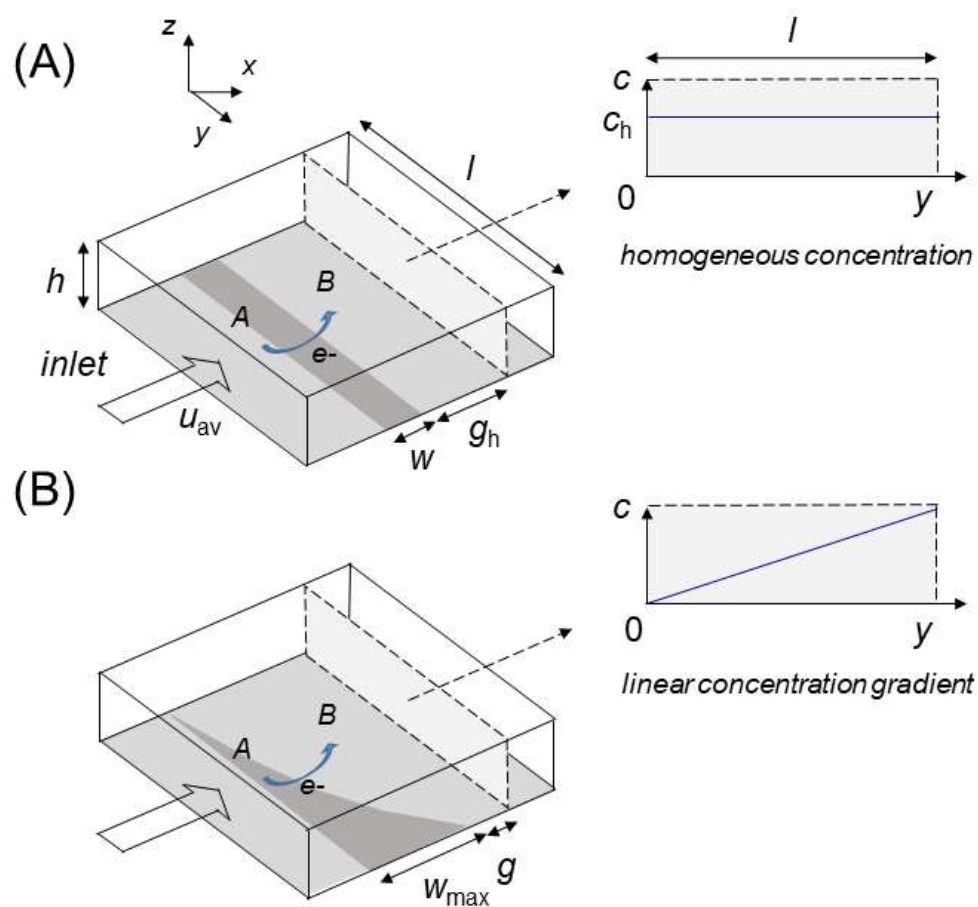 (A)
z
x
y
l
h
A
B
e-
inlet
u_av
w
g_h
l
c
c_h
0
y
homogeneous concentration
(B)
A
B
e-
w_max
g
c
0
y
linear concentration gradient